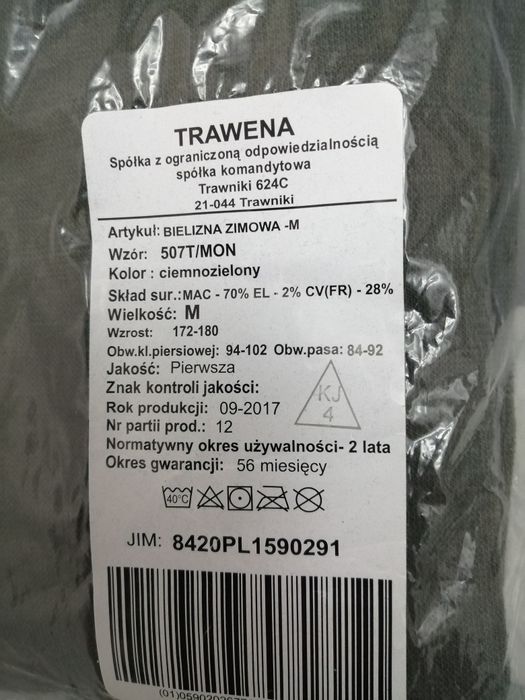 TRAWENA
Spółka z ograniczoną odpowiedzialnością
spółka komandytowa
Trawniki 624C
21-044 Trawniki
Artykuł: BIELIZNA ZIMOWA -M
Wzór: 507T/MON
Kolor : ciemnozielony
Skład sur.:MAC - 70% EL - 2% CV(FR) - 28%
Wielkość: M
Wzrost: 172-180
Obw.kl.piersiowej: 94-102 Obw.pasa: 84-92
Jakość: Pierwsza
Znak kontroli jakości:
KJ
4
Rok produkcji: 09-2017
Nr partii prod.: 12
Normatywny okres używalności- 2 lata
Okres gwarancji: 56 miesięcy
40°C
JIM: 8420PL1590291